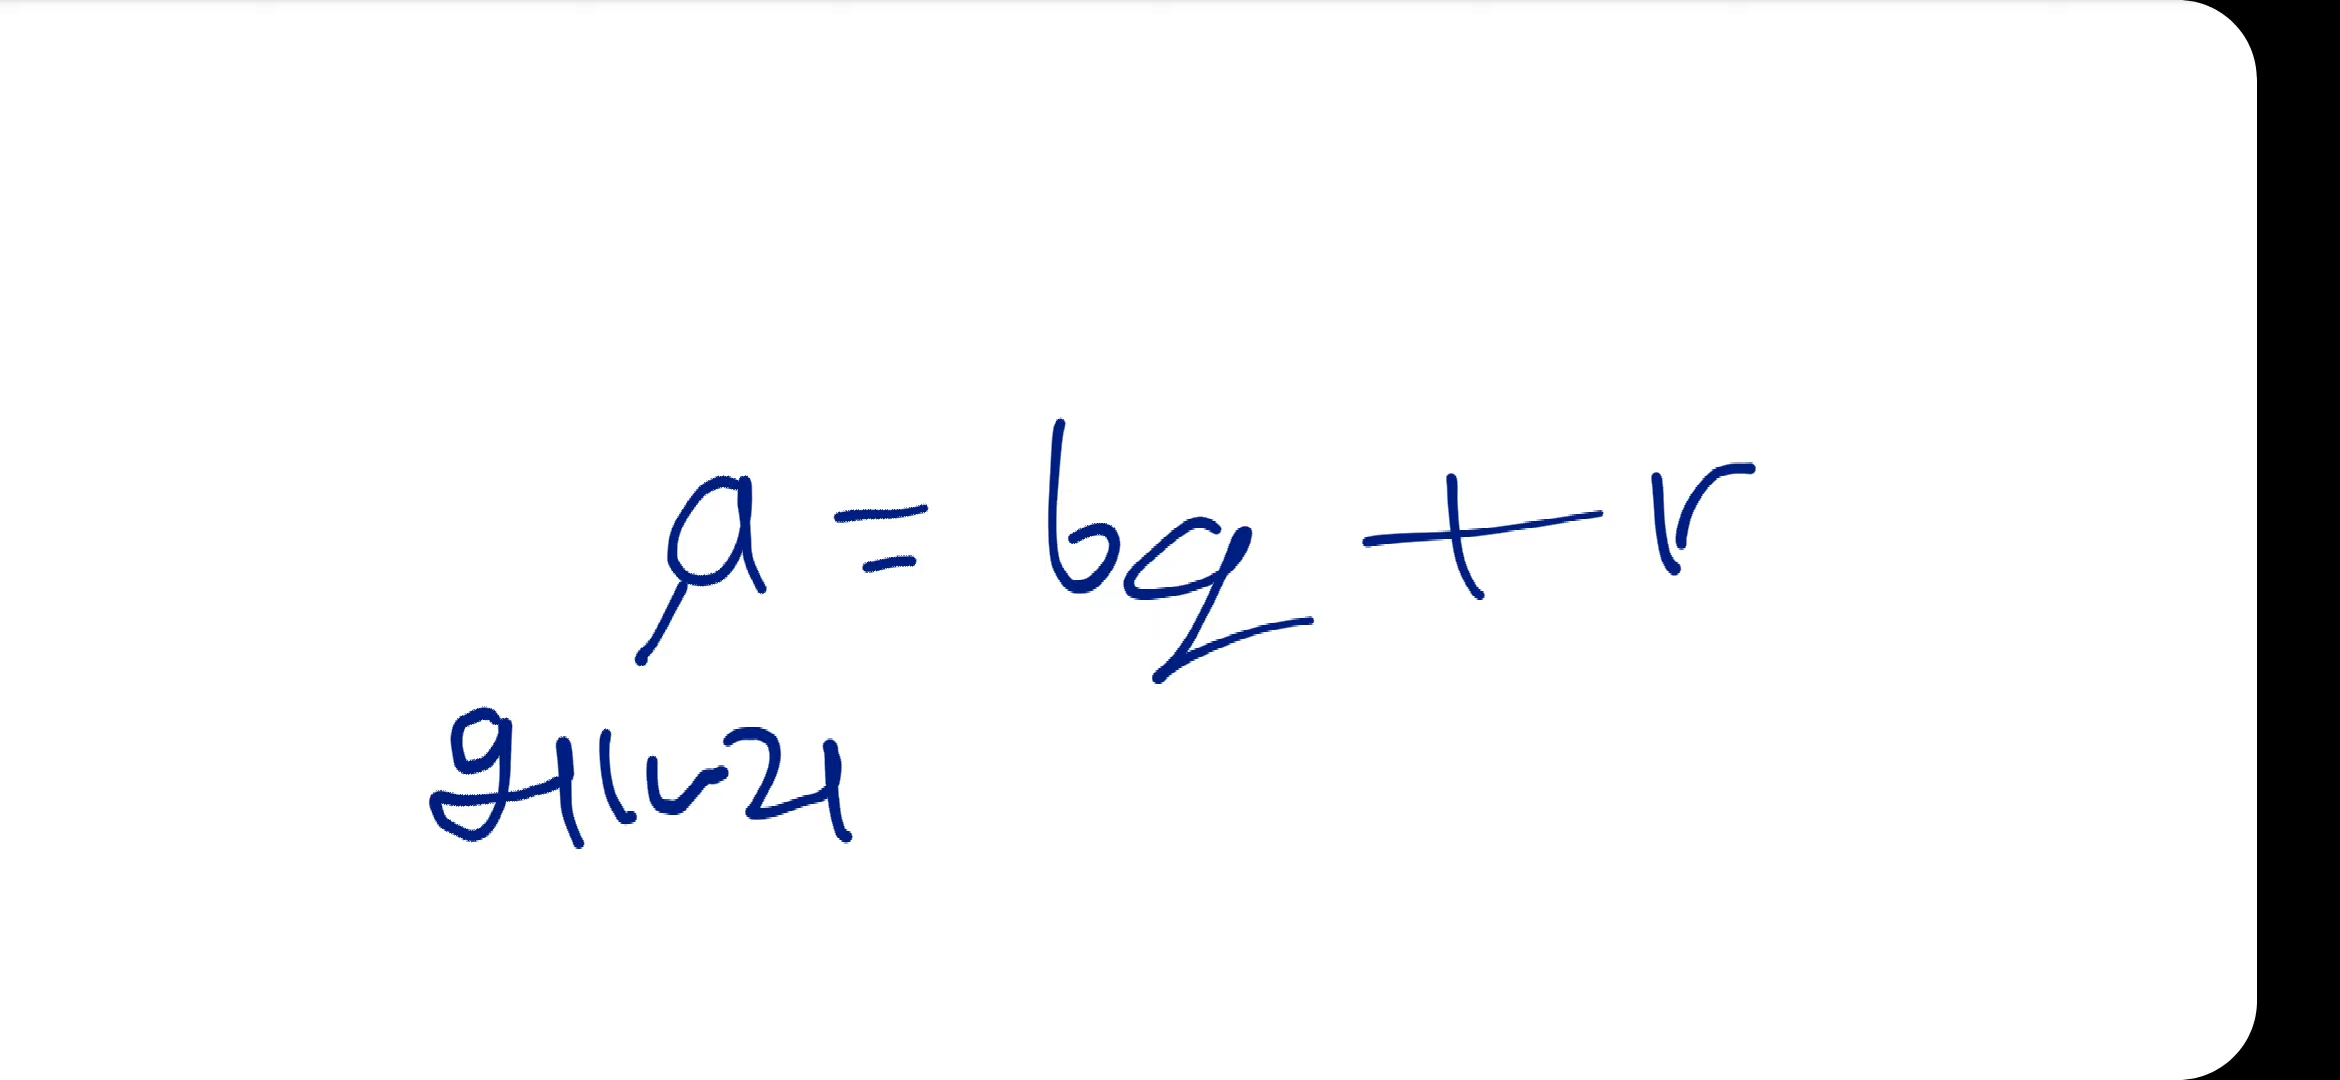 a = bq + r
ભાજ્ય